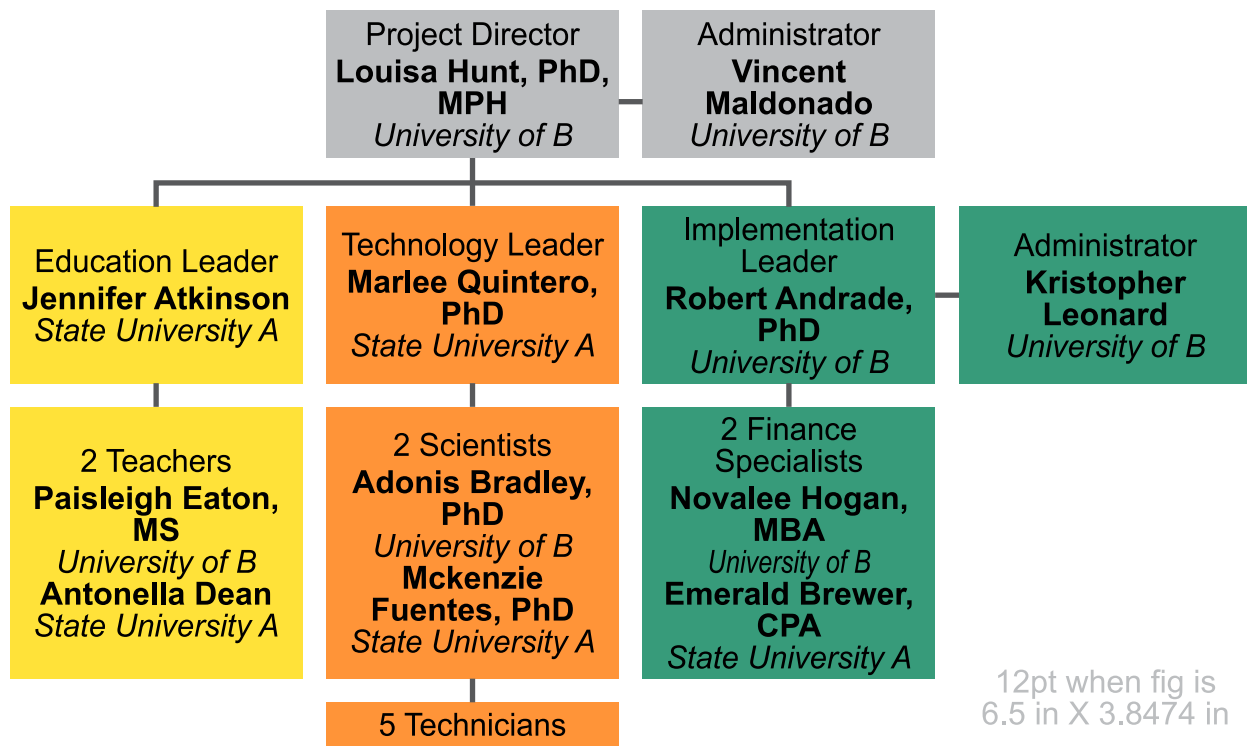 Project Director
Louisa Hunt, PhD,
MPH
University of B
Administrator
Vincent
Maldonado
University of B
Education Leader
Jennifer Atkinson
State University A
Technology Leader
Marlee Quintero,
PhD
State University A
Implementation
Leader
Robert Andrade,
PhD
University of B
Administrator
Kristopher
Leonard
University of B
2 Teachers
Paisleigh Eaton,
MS
University of B
Antonella Dean
State University A
2 Scientists
Adonis Bradley,
PhD
University of B
Mckenzie
Fuentes, PhD
State University A
2 Finance
Specialists
Novalee Hogan,
MBA
University of B
Emerald Brewer,
CPA
State University A
5 Technicians
12pt when fig is
6.5 in X 3.8474 in